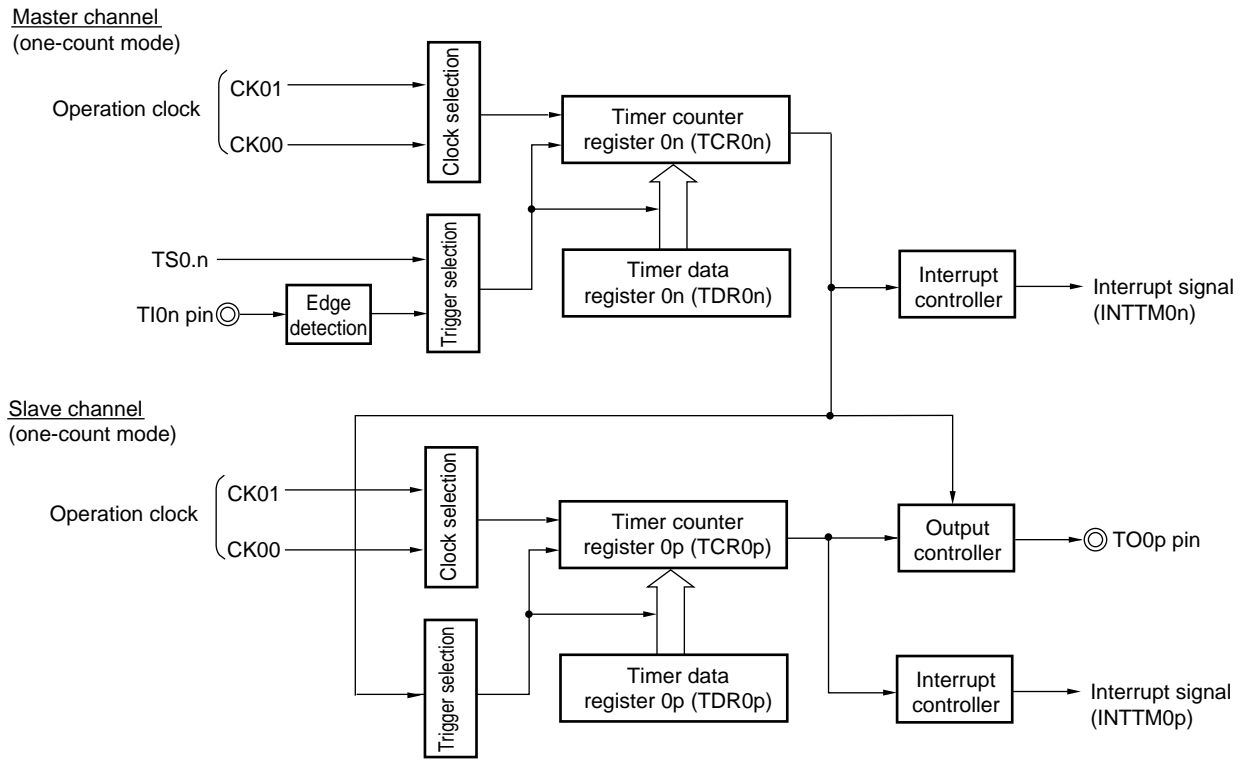 Master channel
(one-count mode)
Operation clock
CK01
CK00
Clock selection
Timer counter
register 0n (TCR0n)
TS0.n
TI0n pin
Edge
detection
Trigger selection
Timer data
register 0n (TDR0n)
Interrupt
controller
Interrupt signal
(INTTM0n)
Slave channel
(one-count mode)
Operation clock
CK01
CK00
Clock selection
Timer counter
register 0p (TCR0p)
Output
controller
TO0p pin
Trigger selection
Timer data
register 0p (TDR0p)
Interrupt
controller
Interrupt signal
(INTTM0p)